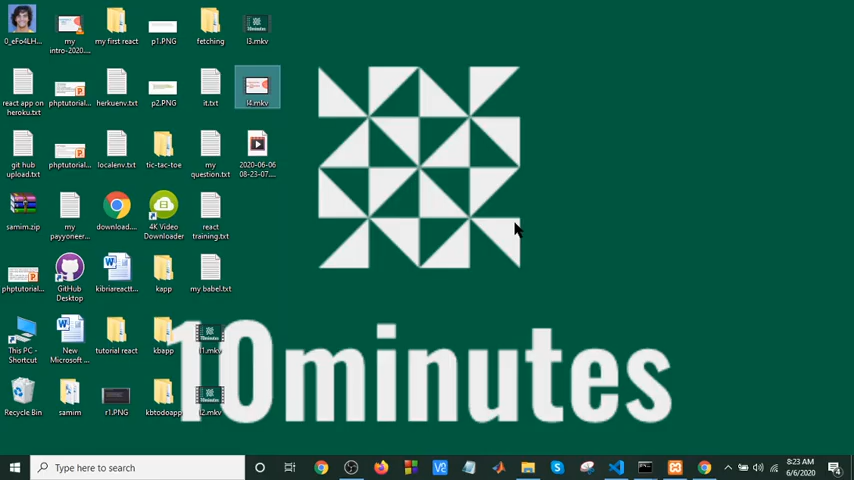 0_eFo4LH...
my
intro-2020....
my first react
p1.PNG
fetching
l3.mkv
react app on
heroku.txt
phptutorial...
herkuenv.txt
p2.PNG
it.txt
l4.mkv
git hub
upload.txt
phptutorial...
localenv.txt
tic-tac-toe
my
question.txt
2020-06-06
08-23-07....
samim.zip
my
payyoneer...
download....
4K Video
Downloader
react
training.txt
phptutorial...
GitHub
Desktop
kibriareactt...
kapp
my babel.txt
This PC -
Shortcut
New
Microsoft ...
tutorial react
kbapp
l1.mkv
Recycle Bin
samim
r1.PNG
kbtodoapp
l2.mkv
10minutes
Type here to search
8:23 AM
6/6/2020
4